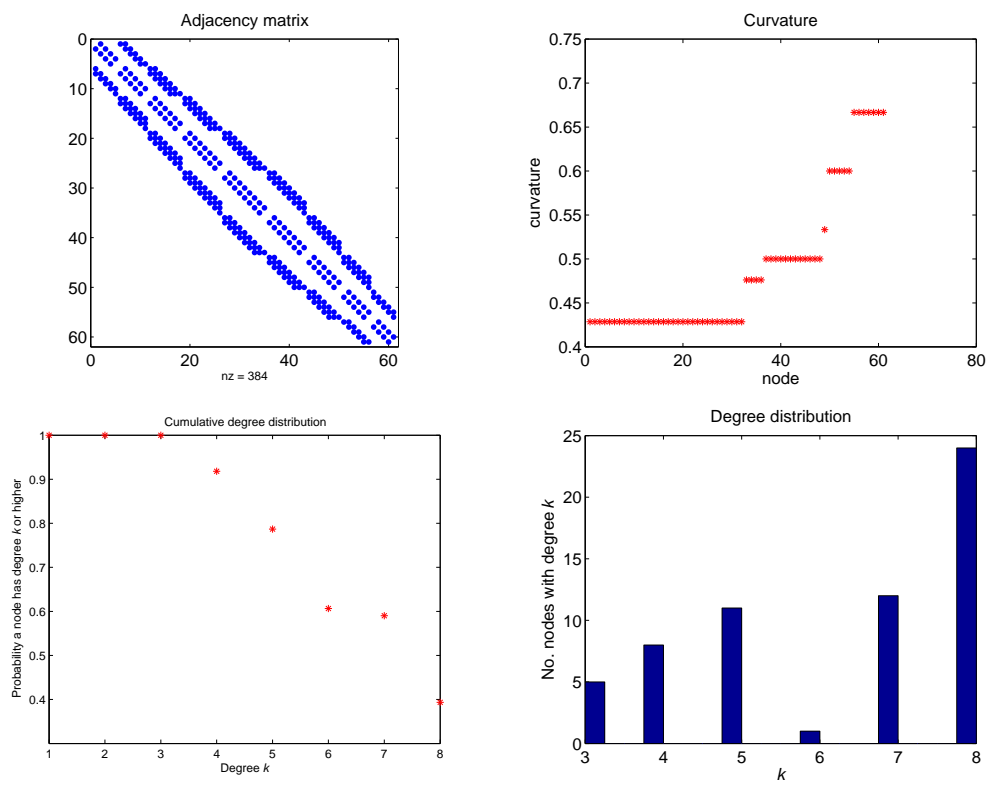 Adjacency matrix
0
10
20
30
40
50
60
0 20 40 60
nz = 384
Curvature
0.75
0.7
0.65
0.6
0.55
0.5
0.45
0.4
curvature
0 20 40 60 80
node
Cumulative degree distribution
1
0.9
0.8
0.7
0.6
0.5
0.4
Probability a node has degree k or higher
1 2 3 4 5 6 7 8
Degree k
Degree distribution
25
20
15
10
5
0
No. nodes with degree k
3 4 5 6 7 8
k